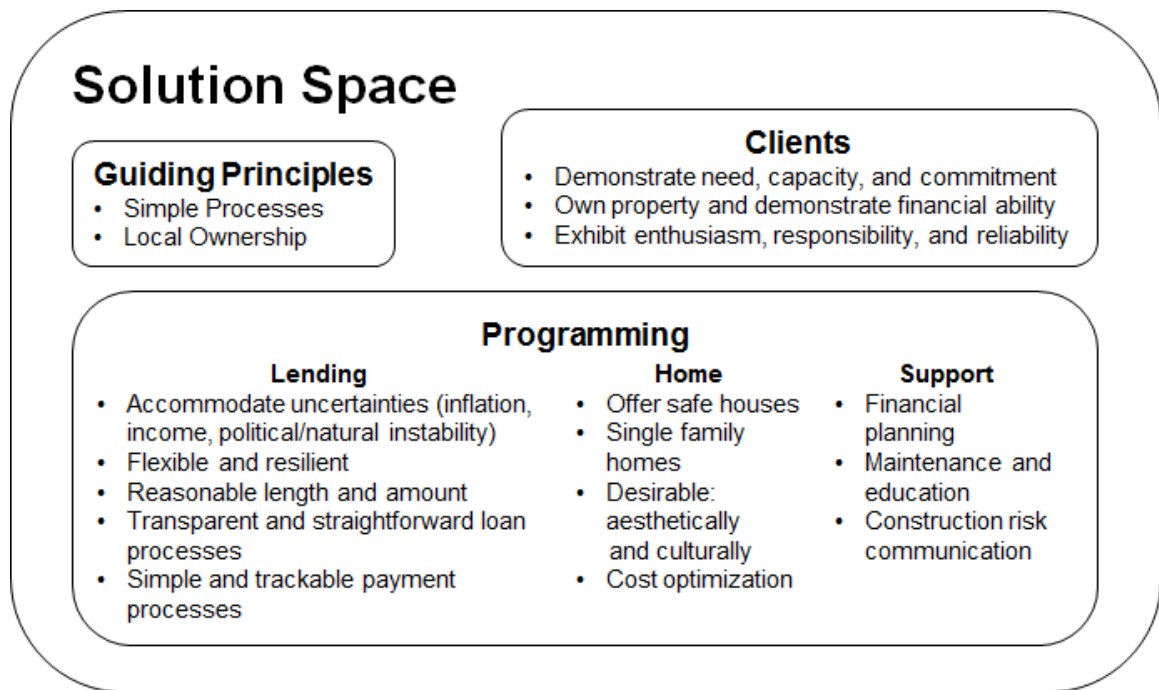 Solution Space
Guiding Principles
• Simple Processes
• Local Ownership
Clients
• Demonstrate need, capacity, and commitment
• Own property and demonstrate financial ability
• Exhibit enthusiasm, responsibility, and reliability
Programming
Lending
• Accommodate uncertainties (inflation,
income, political/natural instability)
• Flexible and resilient
• Reasonable length and amount
• Transparent and straightforward loan
processes
• Simple and trackable payment
processes
Home
• Offer safe houses
• Single family
homes
• Desirable:
aesthetically
and culturally
• Cost optimization
Support
• Financial
planning
• Maintenance and
education
• Construction risk
communication